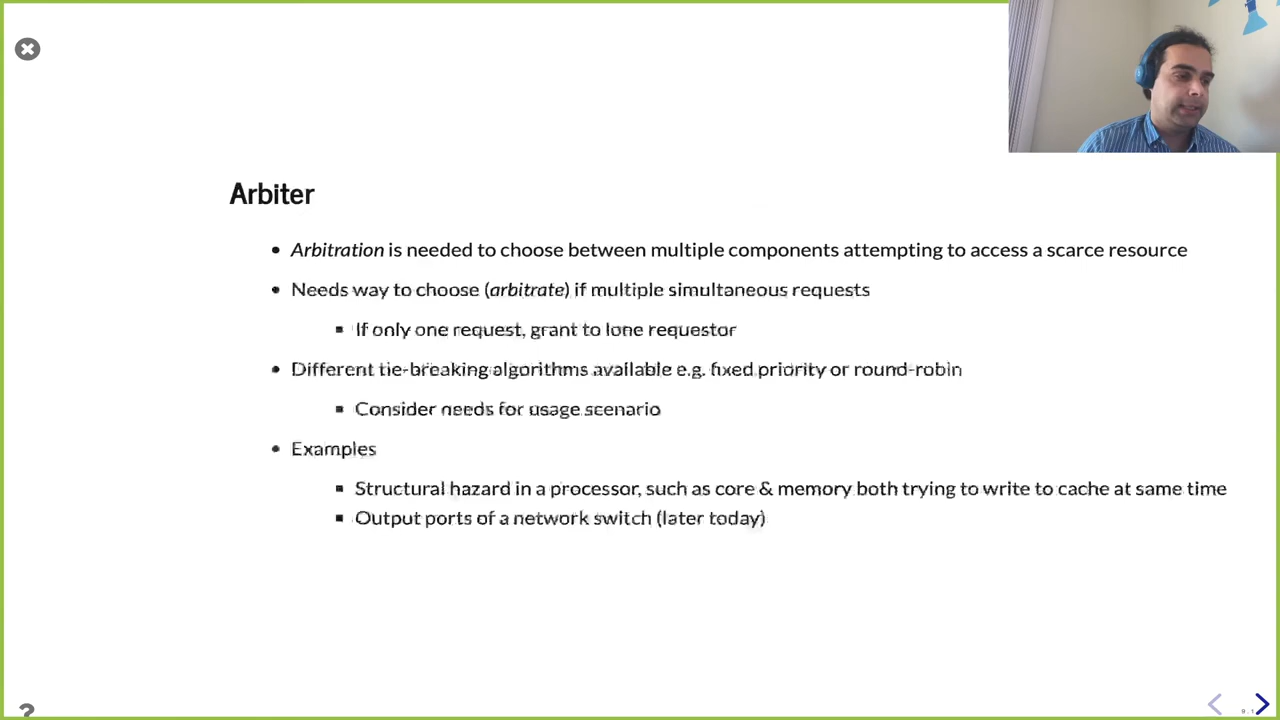 Arbiter
Arbitration is needed to choose between multiple components attempting to access a scarce resource
Needs way to choose (arbitrate) if multiple simultaneous requests
If only one request, grant to lone requestor
Different tie-breaking algorithms available e.g. fixed priority or round-robin
Consider needs for usage scenario
Examples
Structural hazard in a processor, such as core & memory both trying to write to cache at same time
Output ports of a network switch (later today)
?